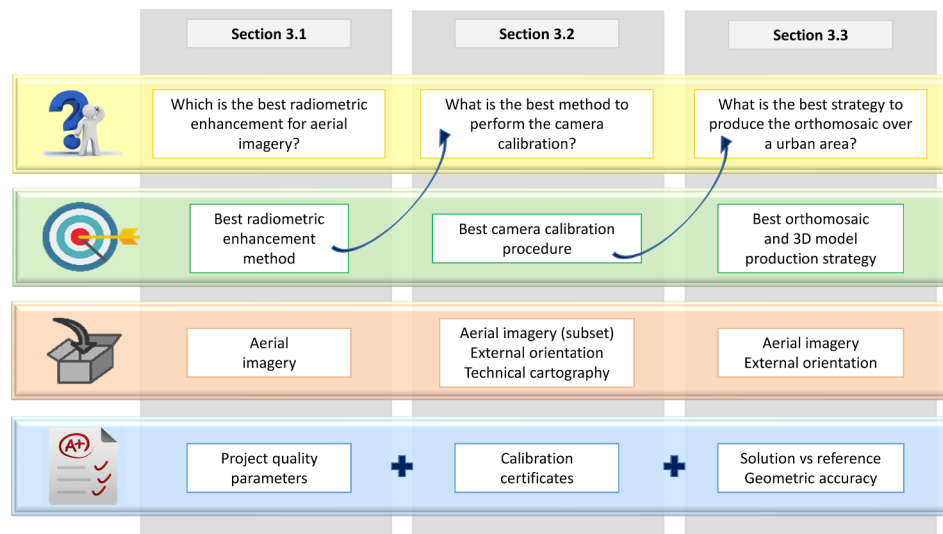 Section 3.1
Section 3.2
Section 3.3
Which is the best radiometric
enhancement for aerial
imagery?
What is the best method to
perform the camera
calibration?
What is the best strategy to
produce the orthomosaic over
a urban area?
Best radiometric
enhancement
method
Best camera calibration
procedure
Best orthomosaic
and 3D model
production strategy
Aerial
imagery
Aerial imagery (subset)
External orientation
Technical cartography
Aerial imagery
External orientation
A+
Project quality
parameters
Calibration
certificates
Solution vs reference
Geometric accuracy